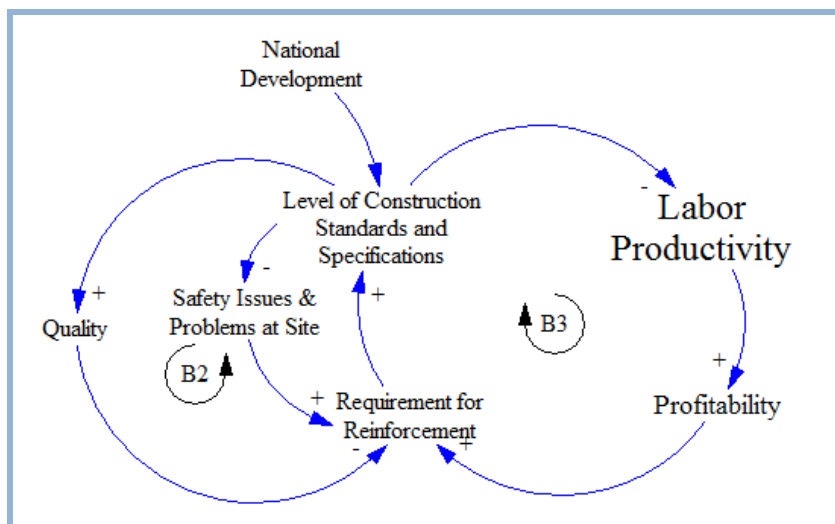 National
Development
-
Level of Construction
Standards and
Specifications
Labor
Productivity
-
+
Safety Issues &
Problems at Site
+
Quality
B3
B2
+
+
Requirement for
Reinforcement
Profitability
-
+